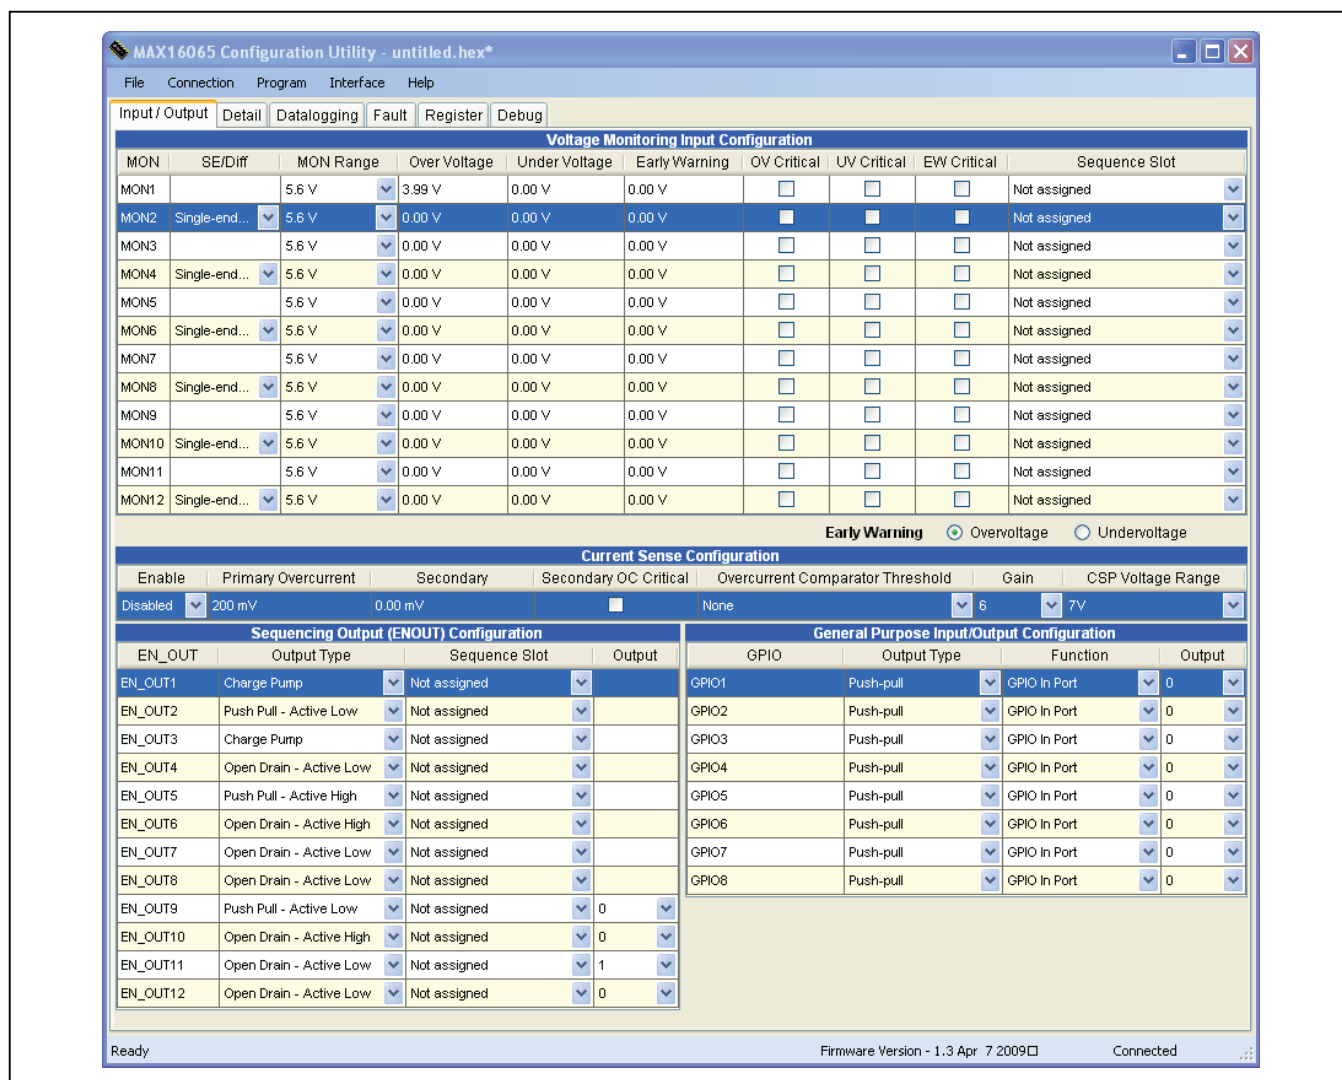 MAX16065 Configuration Utility - untitled.hex*
File Connection Program Interface Help
Input / Output Detail Datalogging Fault Register Debug
Voltage Monitoring Input Configuration
MON SE/Diff MON Range Over Voltage Under Voltage Early Warning OV Critical UV Critical EW Critical Sequence Slot
MON1 5.6 V 3.99 V 0.00 V 0.00 V Not assigned
MON2 Single-end... 5.6 V 0.00 V 0.00 V 0.00 V Not assigned
MON3 5.6 V 0.00 V 0.00 V 0.00 V Not assigned
MON4 Single-end... 5.6 V 0.00 V 0.00 V 0.00 V Not assigned
MON5 5.6 V 0.00 V 0.00 V 0.00 V Not assigned
MON6 Single-end... 5.6 V 0.00 V 0.00 V 0.00 V Not assigned
MON7 5.6 V 0.00 V 0.00 V 0.00 V Not assigned
MON8 Single-end... 5.6 V 0.00 V 0.00 V 0.00 V Not assigned
MON9 5.6 V 0.00 V 0.00 V 0.00 V Not assigned
MON10 Single-end... 5.6 V 0.00 V 0.00 V 0.00 V Not assigned
MON11 5.6 V 0.00 V 0.00 V 0.00 V Not assigned
MON12 Single-end... 5.6 V 0.00 V 0.00 V 0.00 V Not assigned
Early Warning Overvoltage Undervoltage
Current Sense Configuration
Enable Primary Overcurrent Secondary Secondary OC Critical Overcurrent Comparator Threshold Gain CSP Voltage Range
Disabled 200 mV 0.00 mV None 6 7V
Sequencing Output (ENOUT) Configuration
EN_OUT Output Type Sequence Slot Output
EN_OUT1 Charge Pump Not assigned
EN_OUT2 Push Pull - Active Low Not assigned
EN_OUT3 Charge Pump Not assigned
EN_OUT4 Open Drain - Active Low Not assigned
EN_OUT5 Push Pull - Active High Not assigned
EN_OUT6 Open Drain - Active High Not assigned
EN_OUT7 Open Drain - Active Low Not assigned
EN_OUT8 Open Drain - Active Low Not assigned
EN_OUT9 Push Pull - Active Low Not assigned 0
EN_OUT10 Open Drain - Active High Not assigned 0
EN_OUT11 Open Drain - Active Low Not assigned 1
EN_OUT12 Open Drain - Active Low Not assigned 0
General Purpose Input/Output Configuration
GPIO Output Type Function Output
GPIO1 Push-pull GPIO In Port 0
GPIO2 Push-pull GPIO In Port 0
GPIO3 Push-pull GPIO In Port 0
GPIO4 Push-pull GPIO In Port 0
GPIO5 Push-pull GPIO In Port 0
GPIO6 Push-pull GPIO In Port 0
GPIO7 Push-pull GPIO In Port 0
GPIO8 Push-pull GPIO In Port 0
Ready Firmware Version - 1.3 Apr 7 2009□ Connected